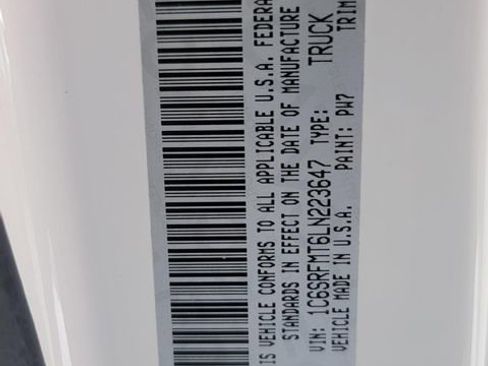 IS VEHICLE CONFORMS TO ALL APPLICABLE U.S.A. FEDERA
STANDARDS IN EFFECT ON THE DATE OF MANUFACTURE
VIN: 1C6SRFMT6LN223647 TYPE: TRUCK
VEHICLE MADE IN U.S.A. PAINT: PW7 TRIM